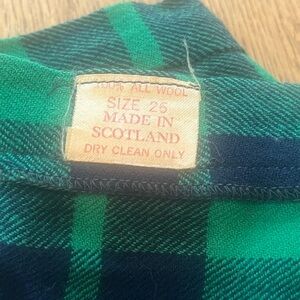 100% ALL WOOL
SIZE 26
MADE IN
SCOTLAND
DRY CLEAN ONLY